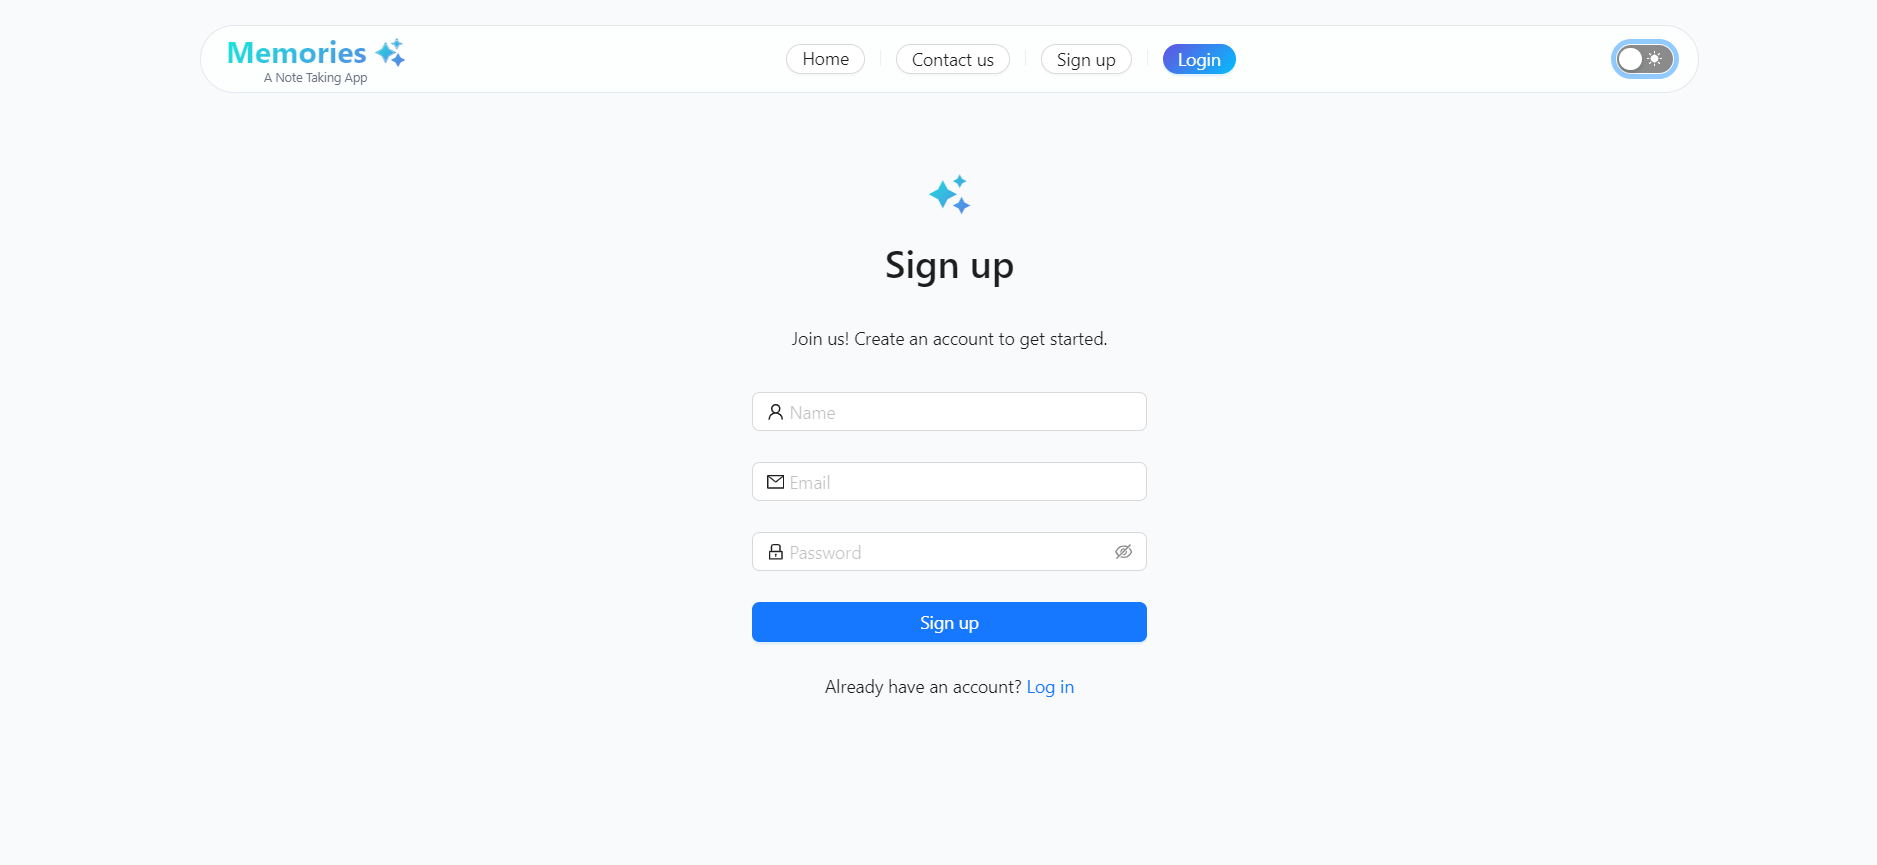 Memories
A Note Taking App
Home
Contact us
Sign up
Login
Sign up
Join us! Create an account to get started.
Name
Email
Password
Sign up
Already have an account? Log in